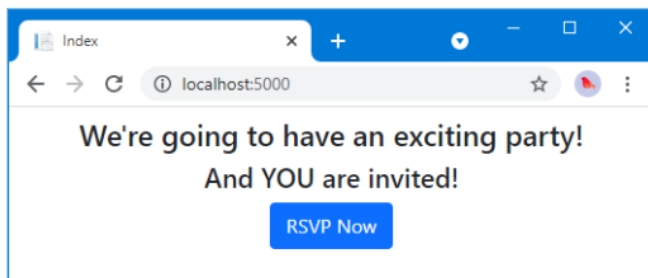 Index
localhost:5000
We're going to have an exciting party!
And YOU are invited!
RSVP Now